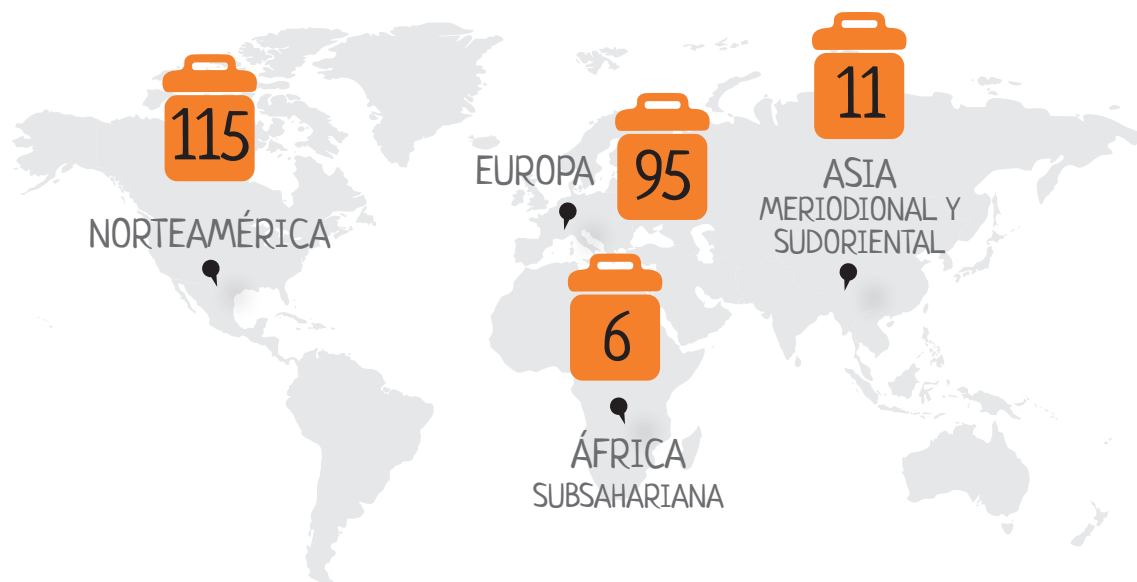 115
NORTEAMÉRICA
EUROPA
95
11
ASIA
MERIODIONAL Y
SUDORIENTAL
6
ÁFRICA
SUBSAHARIANA